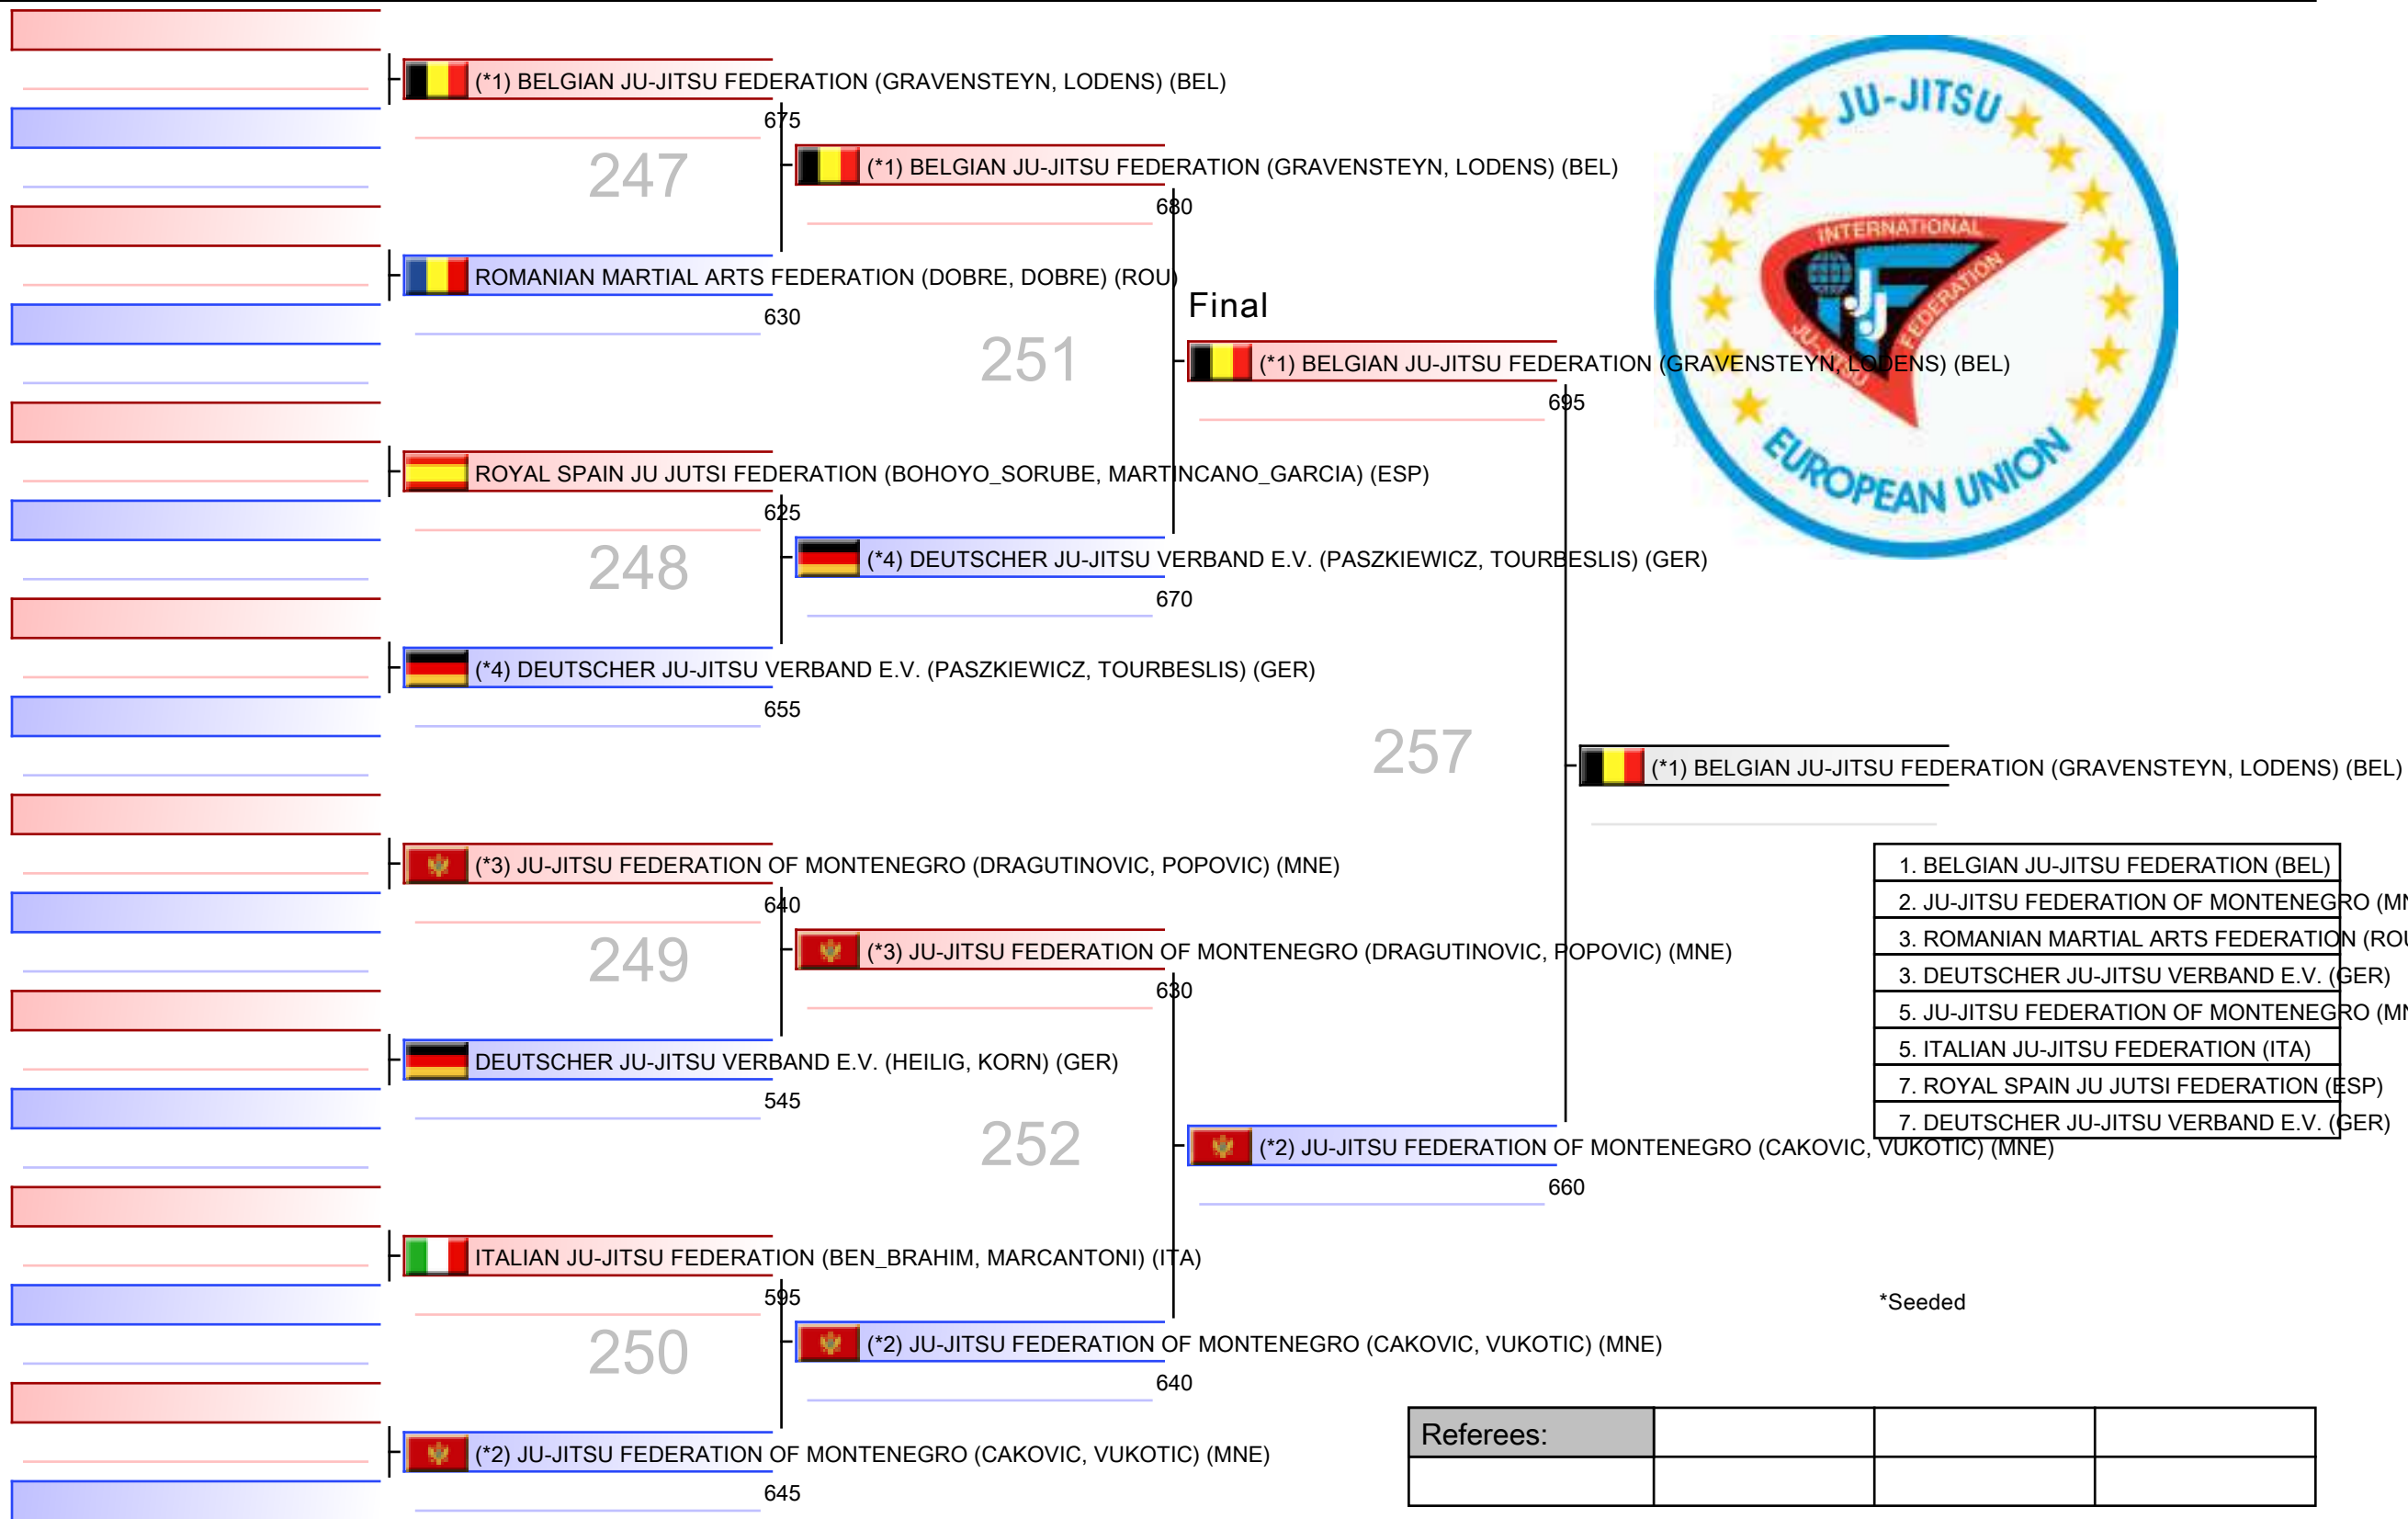 (*1) BELGIAN JU-JITSU FEDERATION (GRAVENSTEYN, LODENS) (BEL)
675
247
ROMANIAN MARTIAL ARTS FEDERATION (DOBRE, DOBRE) (ROU)
630
(*1) BELGIAN JU-JITSU FEDERATION (GRAVENSTEYN, LODENS) (BEL)
680
251
ROYAL SPAIN JU JUTSI FEDERATION (BOHOYO_SORUBE, MARTINCANO_GARCIA) (ESP)
625
248
(*4) DEUTSCHER JU-JITSU VERBAND E.V. (PASZKIEWICZ, TOURBESLIS) (GER)
655
(*4) DEUTSCHER JU-JITSU VERBAND E.V. (PASZKIEWICZ, TOURBESLIS) (GER)
670
Final
(*1) BELGIAN JU-JITSU FEDERATION (GRAVENSTEYN, LODENS) (BEL)
695
257
(*1) BELGIAN JU-JITSU FEDERATION (GRAVENSTEYN, LODENS) (BEL)
(*3) JU-JITSU FEDERATION OF MONTENEGRO (DRAGUTINOVIC, POPOVIC) (MNE)
640
249
DEUTSCHER JU-JITSU VERBAND E.V. (HEILIG, KORN) (GER)
545
(*3) JU-JITSU FEDERATION OF MONTENEGRO (DRAGUTINOVIC, POPOVIC) (MNE)
630
252
(*2) JU-JITSU FEDERATION OF MONTENEGRO (CAKOVIC, VUKOTIC) (MNE)
660
ITALIAN JU-JITSU FEDERATION (BEN_BRAHIM, MARCANTONI) (ITA)
595
250
(*2) JU-JITSU FEDERATION OF MONTENEGRO (CAKOVIC, VUKOTIC) (MNE)
645
(*2) JU-JITSU FEDERATION OF MONTENEGRO (CAKOVIC, VUKOTIC) (MNE)
640
JU-JITSU
INTERNATIONAL
JU-JITSU
FEDERATION
EUROPEAN UNION
1. BELGIAN JU-JITSU FEDERATION (BEL)
2. JU-JITSU FEDERATION OF MONTENEGRO
3. ROMANIAN MARTIAL ARTS FEDERATION
3. DEUTSCHER JU-JITSU VERBAND E.V. (GER)
5. JU-JITSU FEDERATION OF MONTENEGRO
5. ITALIAN JU-JITSU FEDERATION (ITA)
7. ROYAL SPAIN JU JUTSI FEDERATION (ESP)
7. DEUTSCHER JU-JITSU VERBAND E.V. (GER)
*Seeded
Referees: